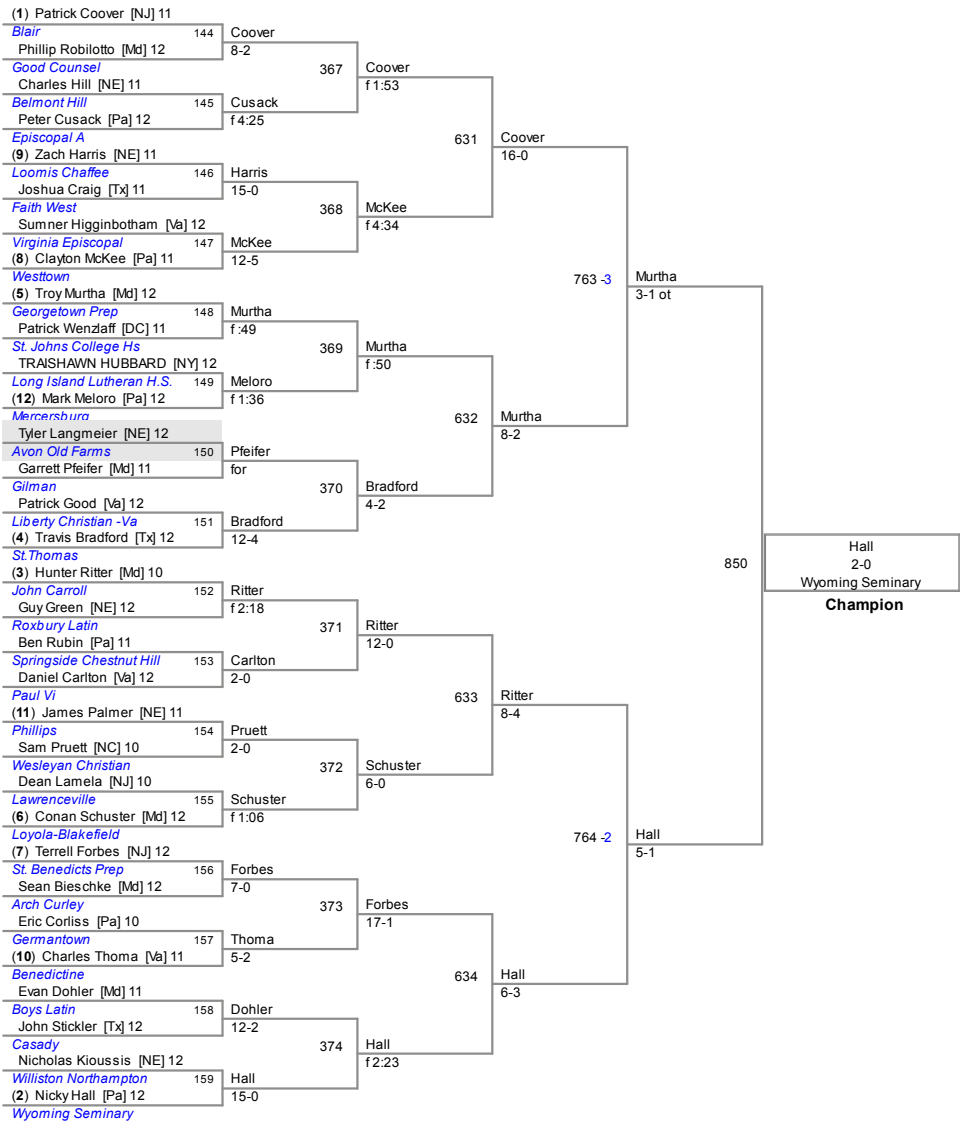 (1) Patrick Coover [NJ] 11
Blair 144
Phillip Robilotto [Md] 12
Good Counsel
Charles Hill [NE] 11
Belmont Hill 145
Peter Cusack [Pa] 12
Episcopal A
(9) Zach Harris [NE] 11
Loomis Chaffee 146
Joshua Craig [Tx] 11
Faith West
Sumner Higginbotham [Va] 12
Virginia Episcopal 147
(8) Clayton McKee [Pa] 11
Westtown
(5) Troy Murtha [Md] 12
Georgetown Prep 148
Patrick Wenzlaff [DC] 11
St. Johns College Hs
TRAISHAWN HUBBARD [NY] 12
Long Island Lutheran H.S. 149
(12) Mark Meloro [Pa] 12
Mercersburg
Tyler Langmeier [NE] 12
Avon Old Farms 150
Garrett Pfeifer [Md] 11
Gilman
Patrick Good [Va] 12
Liberty Christian -Va 151
(4) Travis Bradford [Tx] 12
St.Thomas
(3) Hunter Ritter [Md] 10
John Carroll 152
Guy Green [NE] 12
Roxbury Latin
Ben Rubin [Pa] 11
Springside Chestnut Hill 153
Daniel Carlton [Va] 12
Paul Vi
(11) James Palmer [NE] 11
Phillips 154
Sam Pruett [NC] 10
Wesleyan Christian
Dean Lamela [NJ] 10
Lawrenceville 155
(6) Conan Schuster [Md] 12
Loyola-Blakefield
(7) Terrell Forbes [NJ] 12
St. Benedicts Prep 156
Sean Bieschke [Md] 12
Arch Curley
Eric Corliss [Pa] 10
Germantown 157
(10) Charles Thoma [Va] 11
Benedictine
Evan Dohler [Md] 11
Boys Latin 158
John Stickler [Tx] 12
Casady
Nicholas Kioussis [NE] 12
Williston Northampton 159
(2) Nicky Hall [Pa] 12
Wyoming Seminary
Coover
8-2
367
Cusack
f 4:25
Harris
15-0
368
McKee
12-5
Murtha
f :49
369
Meloro
f 1:36
Pfeifer
for
370
Bradford
12-4
Ritter
f 2:18
371
Carlton
2-0
Pruett
2-0
372
Schuster
f 1:06
Forbes
7-0
373
Thoma
5-2
Dohler
12-2
374
Hall
15-0
Coover
f 1:53
631
McKee
f 4:34
Murtha
f :50
632
Bradford
4-2
Ritter
12-0
633
Schuster
6-0
Forbes
17-1
634
Hall
f 2:23
Coover
16-0
763 -3
Murtha
8-2
Ritter
8-4
764 -2
Hall
6-3
Murtha
3-1 ot
850
Hall
5-1
Hall
2-0
Wyoming Seminary
Champion